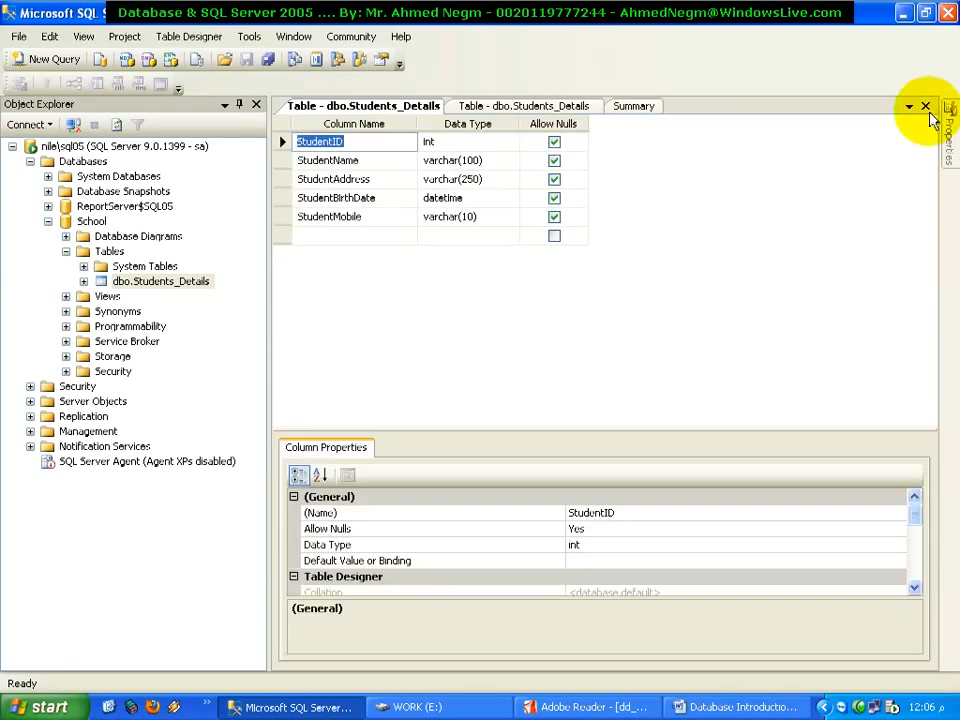 Microsoft SQL
Database & SQL Server 2005 .... By: Mr. Ahmed Negm - 0020119777244 - AhmedNegm@WindowsLive.com
File Edit View Project Table Designer Tools Window Community Help
New Query
Object Explorer
Table - dbo.Students_Details Table - dbo.Students_Details Summary
Connect
Column Name Data Type Allow Nulls
StudentID int
StudentName varchar(100)
StudentAddress varchar(250)
StudentBirthDate datetime
StudentMobile varchar(10)
Properties
nile\sql05 (SQL Server 9.0.1399 - sa)
Databases
System Databases
Database Snapshots
ReportServer$SQL05
School
Database Diagrams
Tables
System Tables
dbo.Students_Details
Views
Synonyms
Programmability
Service Broker
Storage
Security
Security
Server Objects
Replication
Management
Notification Services
SQL Server Agent (Agent XPs disabled)
Column Properties
(General)
(Name) StudentID
Allow Nulls Yes
Data Type int
Default Value or Binding
Table Designer
Collation <database default>
(General)
Ready
start Microsoft SQL Server... WORK (E:) Adobe Reader - [dd_... Database Introductio... 12:06 م